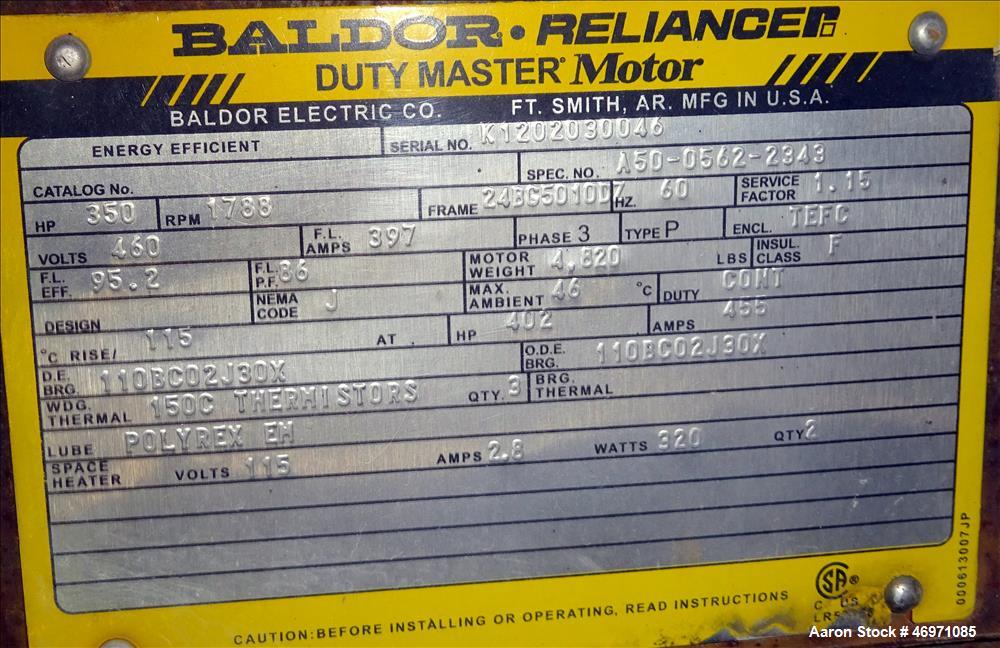 BALDOR · RELIANCER
DUTY MASTER® Motor
BALDOR ELECTRIC CO. FT. SMITH, AR. MFG IN U.S.A.
ENERGY EFFICIENT SERIAL NO. K1202030046
CATALOG No. SPEC. NO. A50-0562-2343
HP 350 RPM 1788 FRAME 24BG5010DZ HZ. 60 SERVICE FACTOR 1.15
VOLTS 460 F.L. AMPS 397 PHASE 3 TYPE P ENCL. TEFC
F.L. EFF. 95.2 F.L. P.F. 86 MOTOR WEIGHT 4,820 LBS INSUL. CLASS F
DESIGN NEMA CODE J MAX. AMBIENT 46 °C DUTY CONT
°C RISE/ 115 AT HP 402 AMPS 455
D.E. BRG. 110BC02J30X O.D.E. BRG. 110BC02J30X
WDG. THERMAL 150C THERMISTORS QTY. 3 BRG. THERMAL
LUBE POLYREX EM
SPACE HEATER VOLTS 115 AMPS 2.8 WATTS 320 QTY 2
CAUTION: BEFORE INSTALLING OR OPERATING, READ INSTRUCTIONS
SA®
C US
000613007JP
Aaron Stock # 46971085